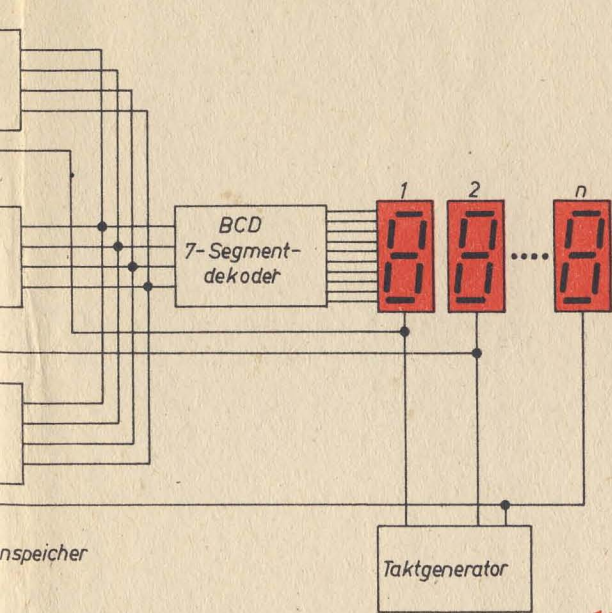 1 2 n
BCD
7-Segment-
dekoder
nspeicher
Taktgenerator